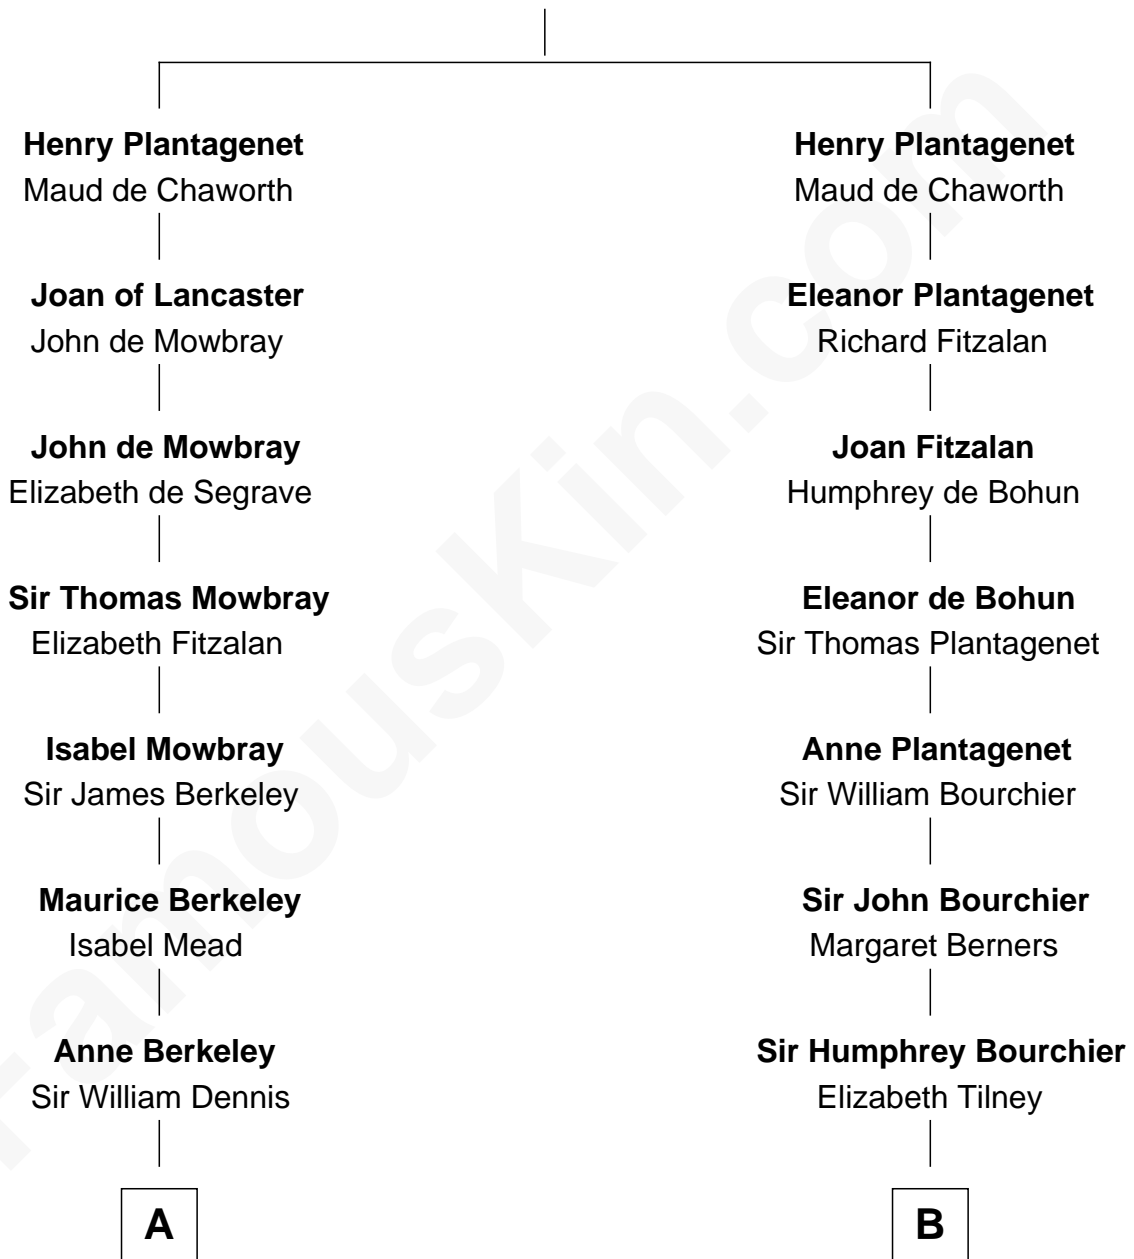 Henry Plantagenet
Maud de Chaworth
Joan of Lancaster
John de Mowbray
John de Mowbray
Elizabeth de Segrave
Sir Thomas Mowbray
Elizabeth Fitzalan
Isabel Mowbray
Sir James Berkeley
Maurice Berkeley
Isabel Mead
Anne Berkeley
Sir William Dennis
A
Henry Plantagenet
Maud de Chaworth
Eleanor Plantagenet
Richard Fitzalan
Joan Fitzalan
Humphrey de Bohun
Eleanor de Bohun
Sir Thomas Plantagenet
Anne Plantagenet
Sir William Bourchier
Sir John Bourchier
Margaret Berners
Sir Humphrey Bourchier
Elizabeth Tilney
B
FamousKin.com